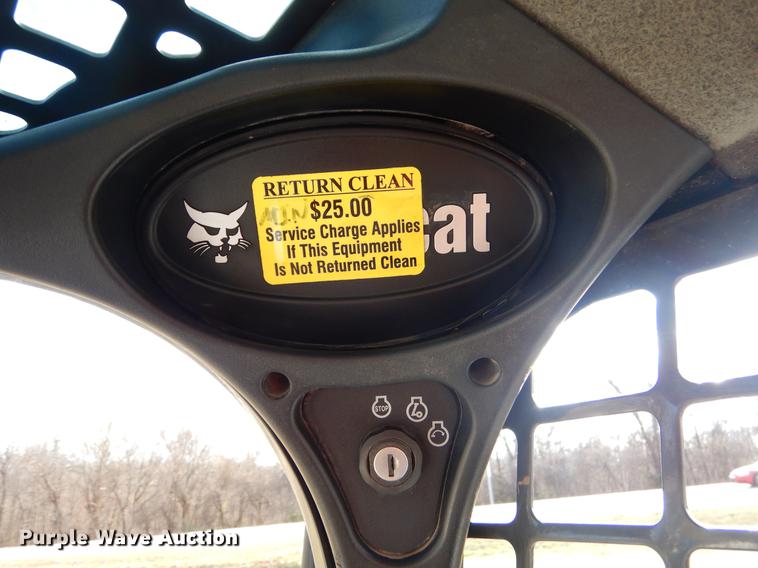 RETURN CLEAN
MIN $25.00
Service Charge Applies
If This Equipment
Is Not Returned Clean
cat
STOP
Purple Wave Auction